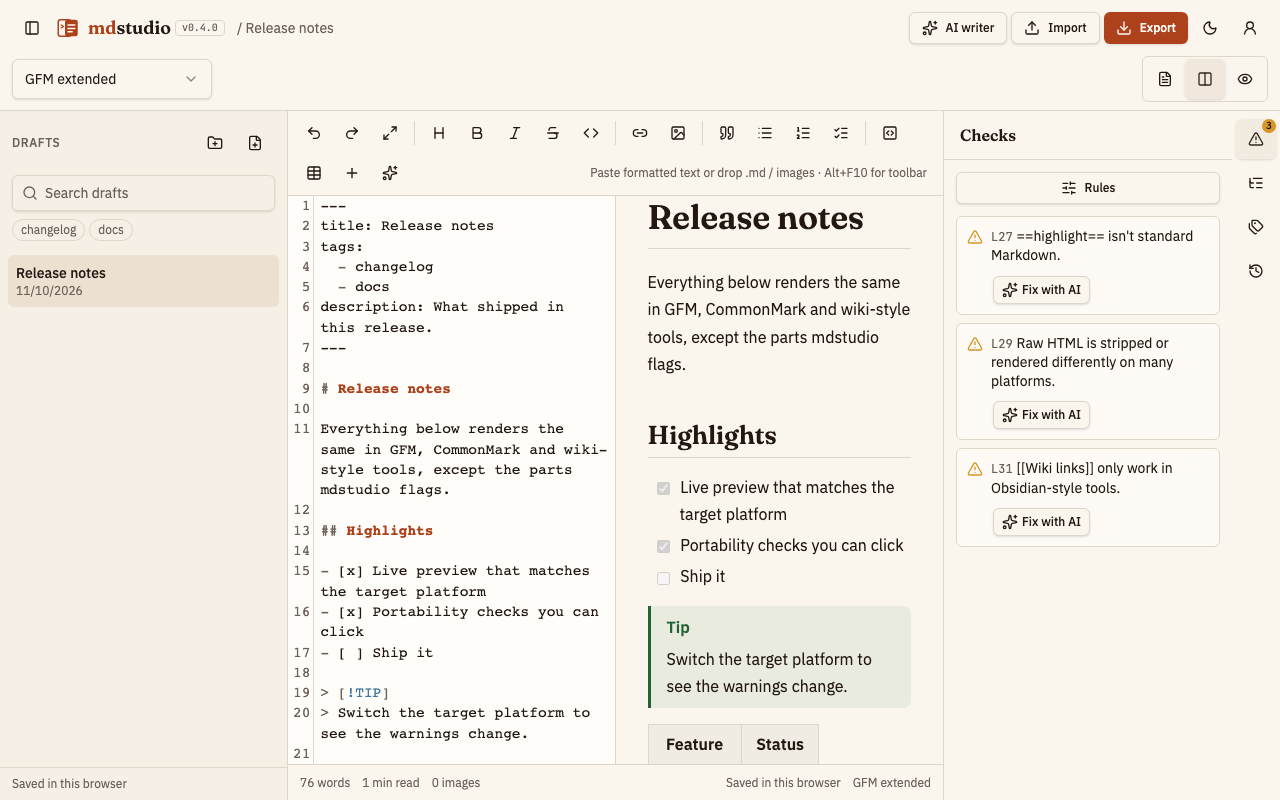 mdstudio v0.4.0 / Release notes
AI writer
Import
Export
GFM extended
DRAFTS
Search drafts
changelog docs
Release notes
11/10/2026
Saved in this browser
Paste formatted text or drop .md / images · Alt+F10 for toolbar
1 ---
2 title: Release notes
3 tags:
4   - changelog
5   - docs
6 description: What shipped in
this release.
7 ---
8
9 # Release notes
10
11 Everything below renders the
same in GFM, CommonMark and wiki-
style tools, except the parts
mdstudio flags.
12
13 ## Highlights
14
15 - [x] Live preview that matches
the target platform
16 - [x] Portability checks you can
click
17 - [ ] Ship it
18
19 > [!TIP]
20 > Switch the target platform to
see the warnings change.
21
Release notes
Everything below renders the same
in GFM, CommonMark and wiki-style
tools, except the parts mdstudio
flags.
Highlights
Live preview that matches the
target platform
Portability checks you can click
Ship it
Tip
Switch the target platform to
see the warnings change.
Feature Status
76 words 1 min read 0 images
Saved in this browser GFM extended
Checks
3
Rules
L27 ==highlight== isn't standard
Markdown.
Fix with AI
L29 Raw HTML is stripped or
rendered differently on many
platforms.
Fix with AI
L31 [[Wiki links]] only work in
Obsidian-style tools.
Fix with AI